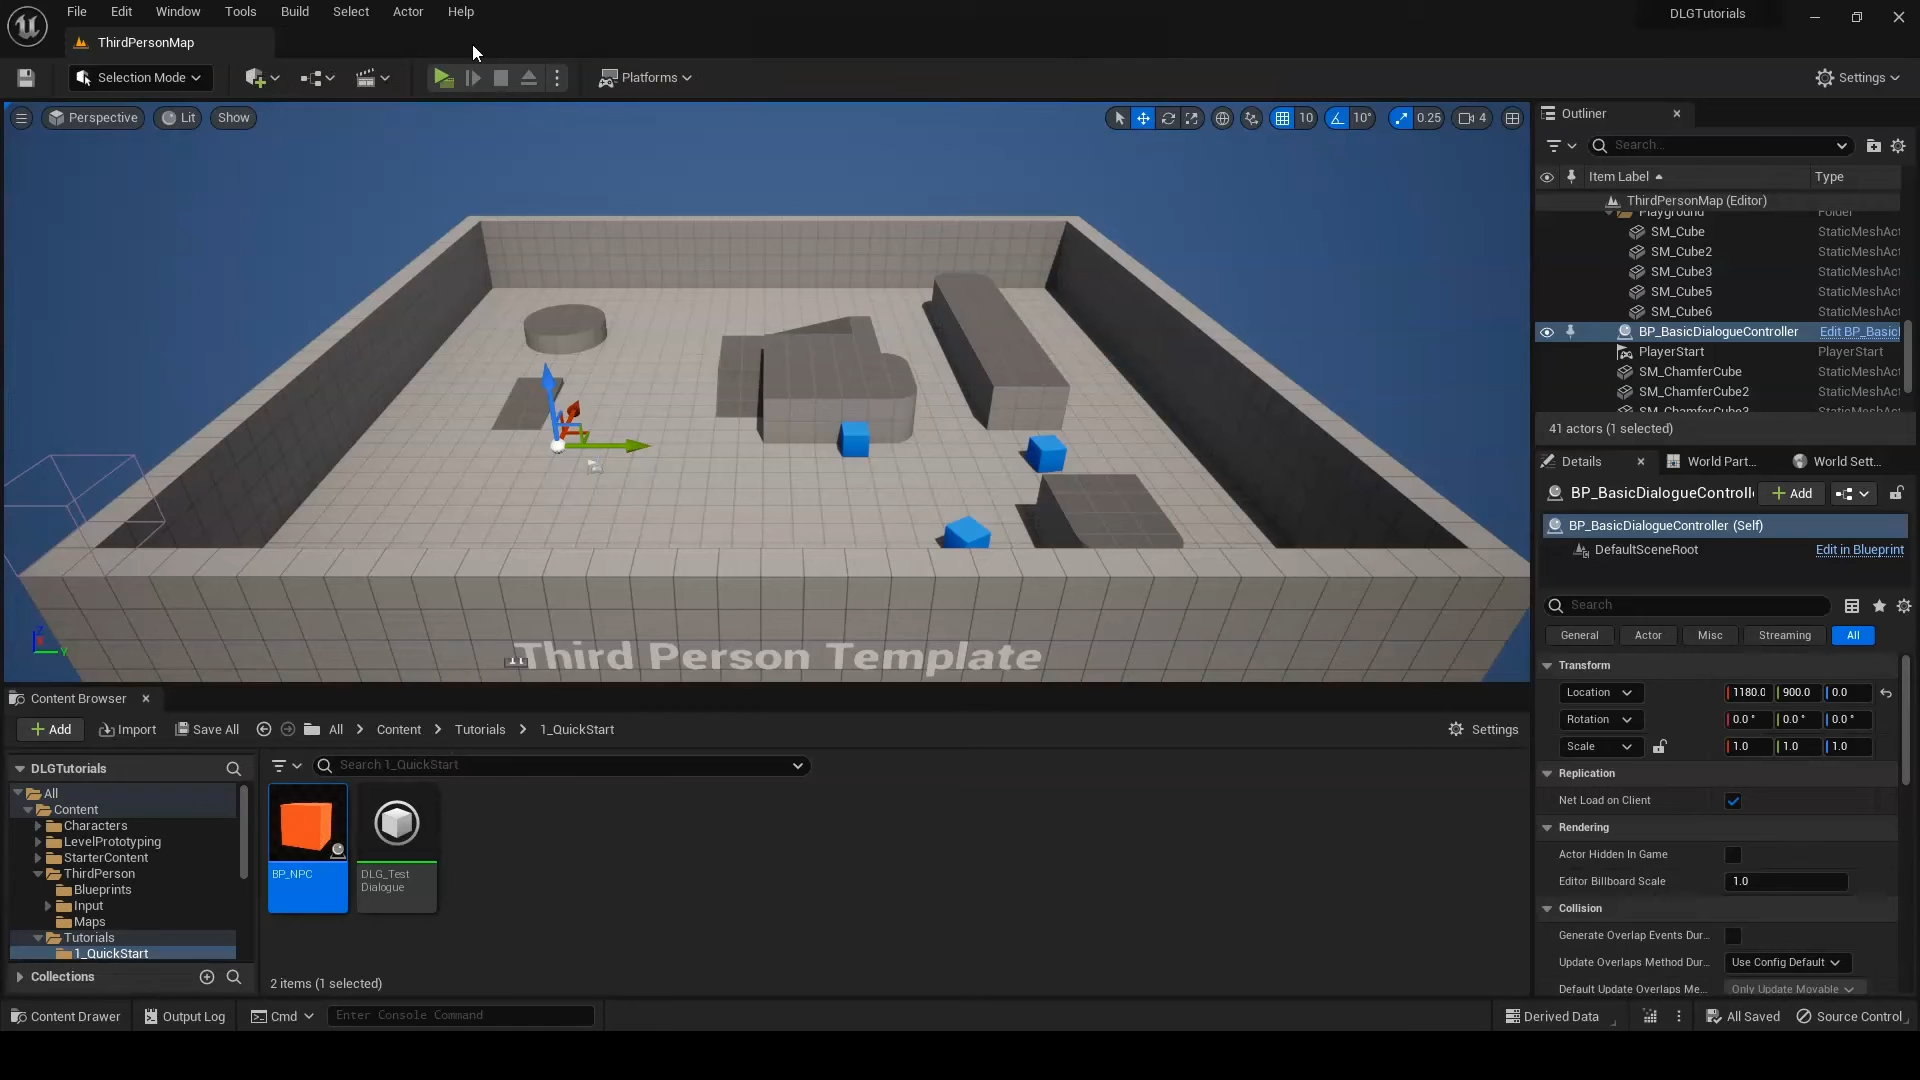 File Edit Window Tools Build Select Actor Help
DLGTutorials
ThirdPersonMap
Selection Mode
Platforms
Settings
Perspective Lit Show
10 10° 0.25 4
Third Person Template
Outliner
Search...
Item Label Type
ThirdPersonMap (Editor)
Playground Folder
SM_Cube StaticMeshAct
SM_Cube2 StaticMeshAct
SM_Cube3 StaticMeshAct
SM_Cube5 StaticMeshAct
SM_Cube6 StaticMeshAct
BP_BasicDialogueController Edit BP_Basic
PlayerStart PlayerStart
SM_ChamferCube StaticMeshAct
SM_ChamferCube2 StaticMeshAct
SM_ChamferCube3 StaticMeshAct
41 actors (1 selected)
Details World Part... World Sett...
BP_BasicDialogueControll Add
BP_BasicDialogueController (Self)
DefaultSceneRoot Edit in Blueprint
Search
General Actor Misc Streaming All
Transform
Location 1180.0 900.0 0.0
Rotation 0.0° 0.0° 0.0°
Scale 1.0 1.0 1.0
Replication
Net Load on Client
Rendering
Actor Hidden In Game
Editor Billboard Scale 1.0
Collision
Generate Overlap Events Dur...
Update Overlaps Method Dur... Use Config Default
Default Update Overlaps Me... Only Update Movable
Content Browser
Add Import Save All All Content Tutorials 1_QuickStart Settings
DLGTutorials
Search 1_QuickStart
All
Content
Characters
LevelPrototyping
StarterContent
ThirdPerson
Blueprints
Input
Maps
Tutorials
1_QuickStart
Collections
BP_NPC
DLG_Test
Dialogue
2 items (1 selected)
Content Drawer Output Log Cmd Enter Console Command Derived Data All Saved Source Control